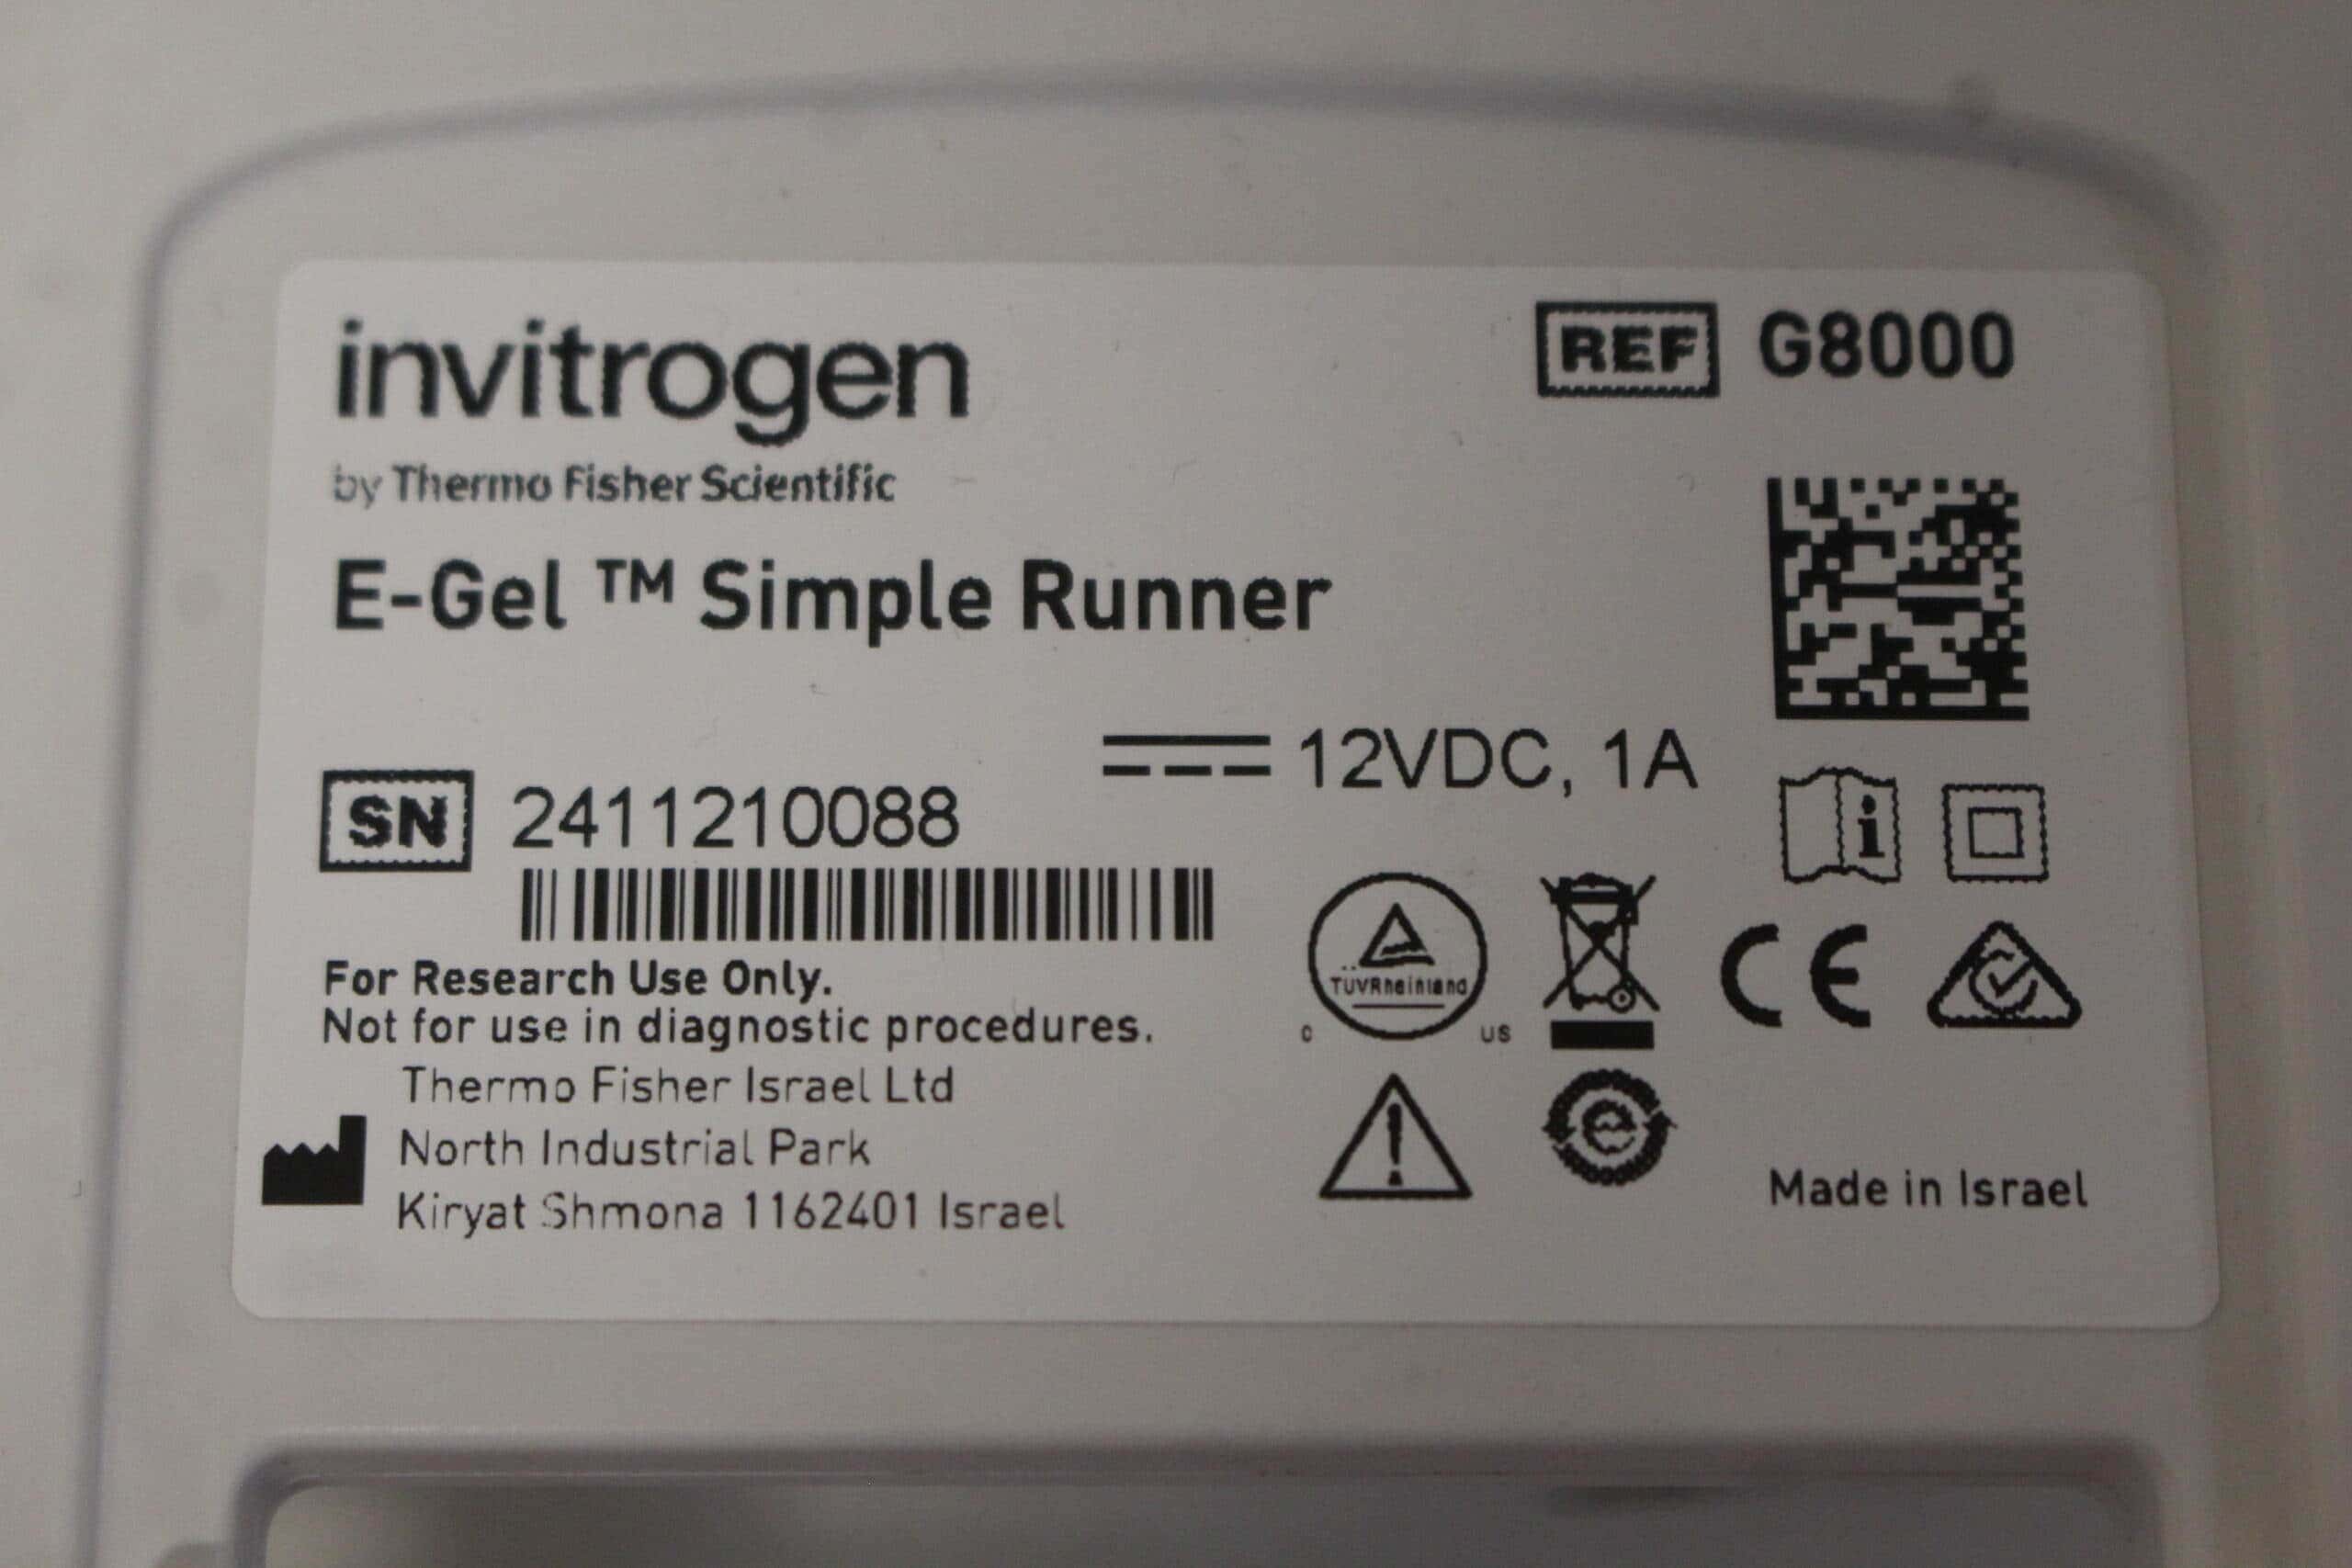 invitrogen
by Thermo Fisher Scientific
REF G8000
E-Gel ™ Simple Runner
12VDC, 1A
SN 2411210088
i
For Research Use Only.
Not for use in diagnostic procedures.
TÜVRheinland
c us
CE
Thermo Fisher Israel Ltd
North Industrial Park
Kiryat Shmona 1162401 Israel
!
e
Made in Israel